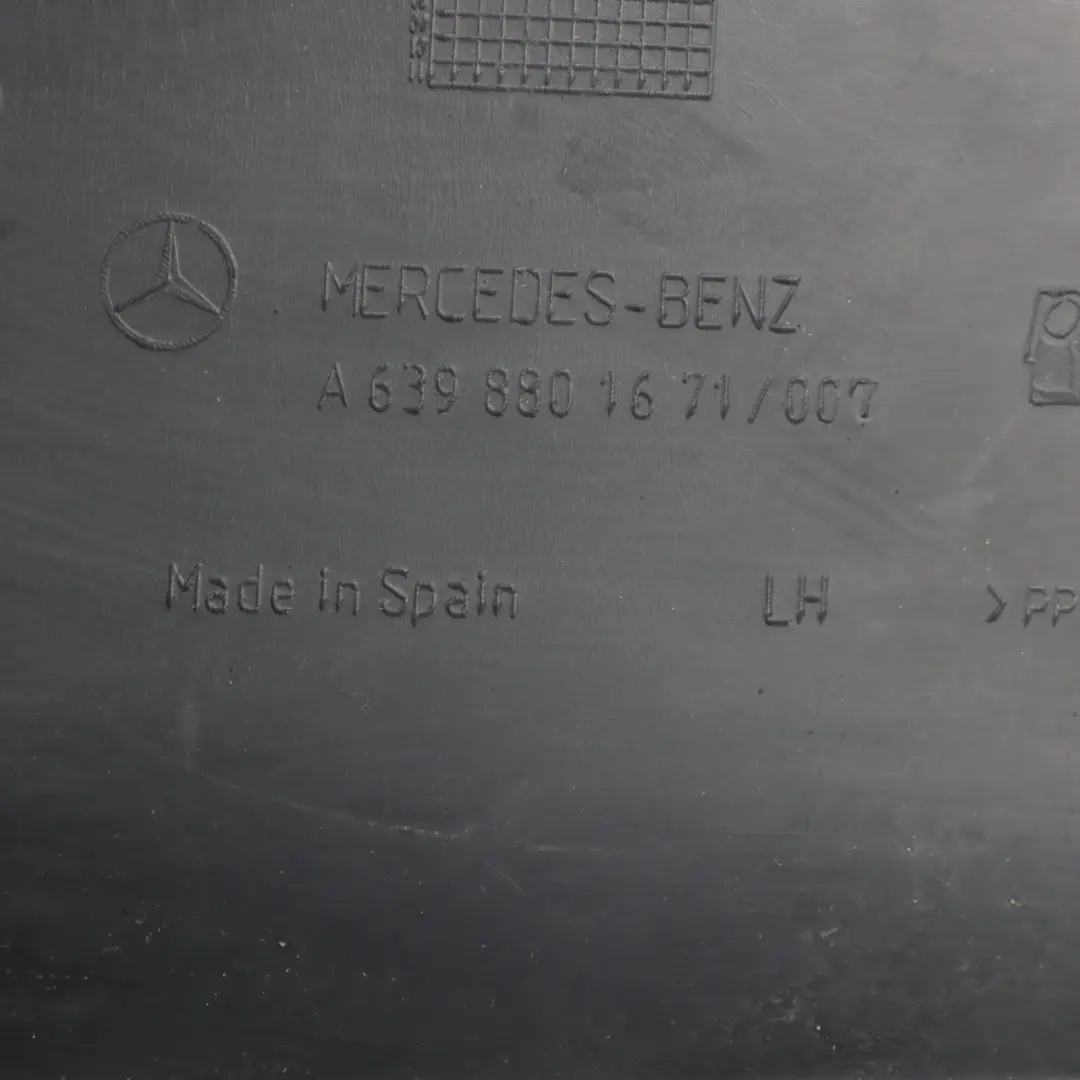 MERCEDES-BENZ
A 639 880 16 71/007
Made in Spain LH >PP